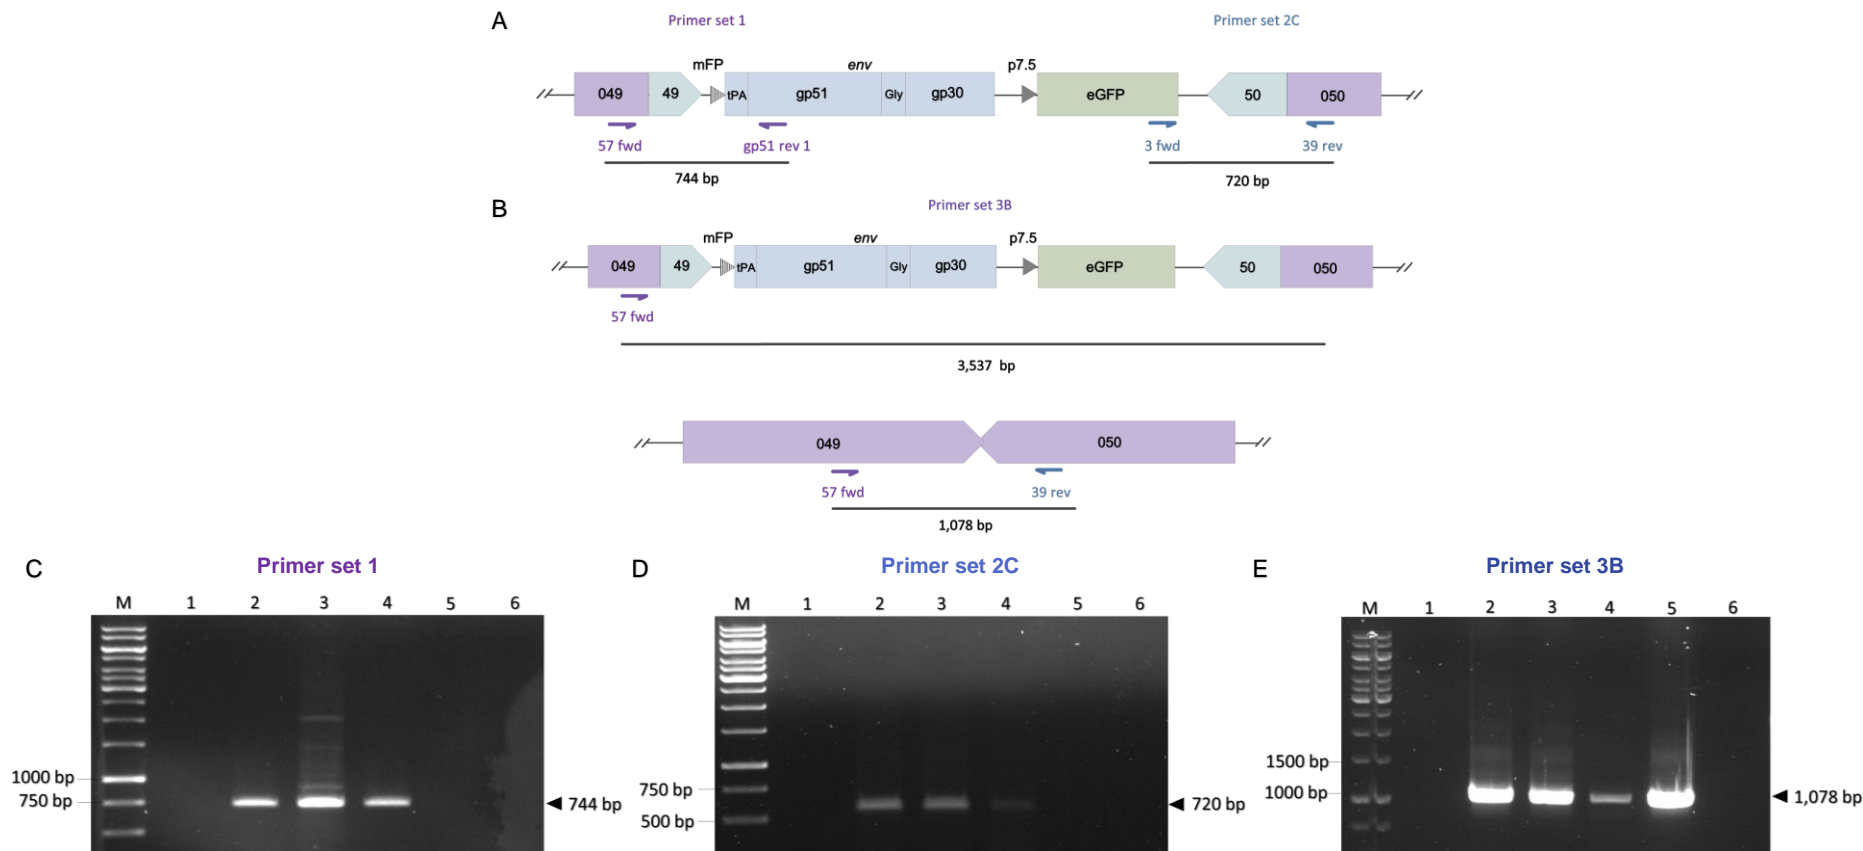 A
Primer set 1
Primer set 2C
mFP
env
p7.5
049
49
tPA
gp51
Gly
gp30
eGFP
50
050
57 fwd
gp51 rev 1
3 fwd
39 rev
744 bp
720 bp
B
Primer set 3B
mFP
env
p7.5
049
49
tPA
gp51
Gly
gp30
eGFP
50
050
57 fwd
3,537 bp
049
050
57 fwd
39 rev
1,078 bp
C
Primer set 1
M 1 2 3 4 5 6
1000 bp
750 bp
744 bp
D
Primer set 2C
M 1 2 3 4 5 6
750 bp
500 bp
720 bp
E
Primer set 3B
M 1 2 3 4 5 6
1500 bp
1000 bp
1,078 bp